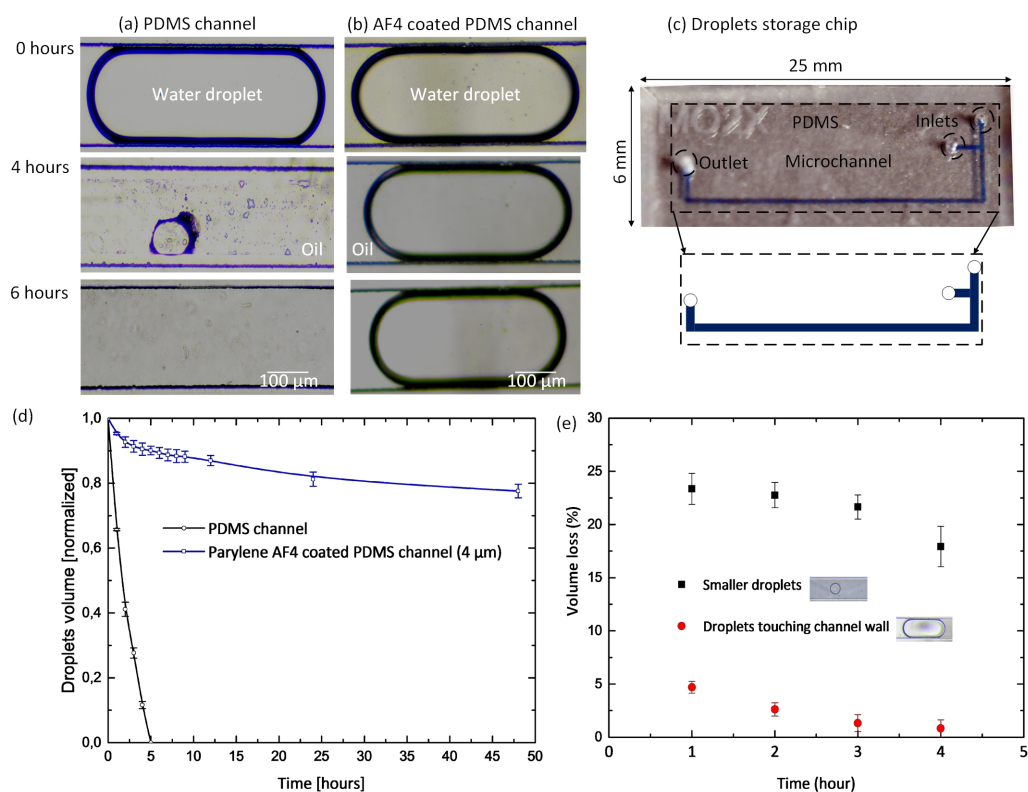 (a) PDMS channel
(b) AF4 coated PDMS channel
(c) Droplets storage chip
0 hours
Water droplet
Water droplet
4 hours
Oil
Oil
6 hours
100 µm
100 µm
25 mm
6 mm
PDMS
Inlets
Outlet
Microchannel
(d)
Droplets volume [normalized]
1,0
0,8
0,6
0,4
0,2
0,0
PDMS channel
Parylene AF4 coated PDMS channel (4 µm)
0 5 10 15 20 25 30 35 40 45 50
Time [hours]
(e)
Volume loss (%)
30
25
20
15
10
5
0
Smaller droplets
Droplets touching channel wall
0 1 2 3 4 5
Time (hour)